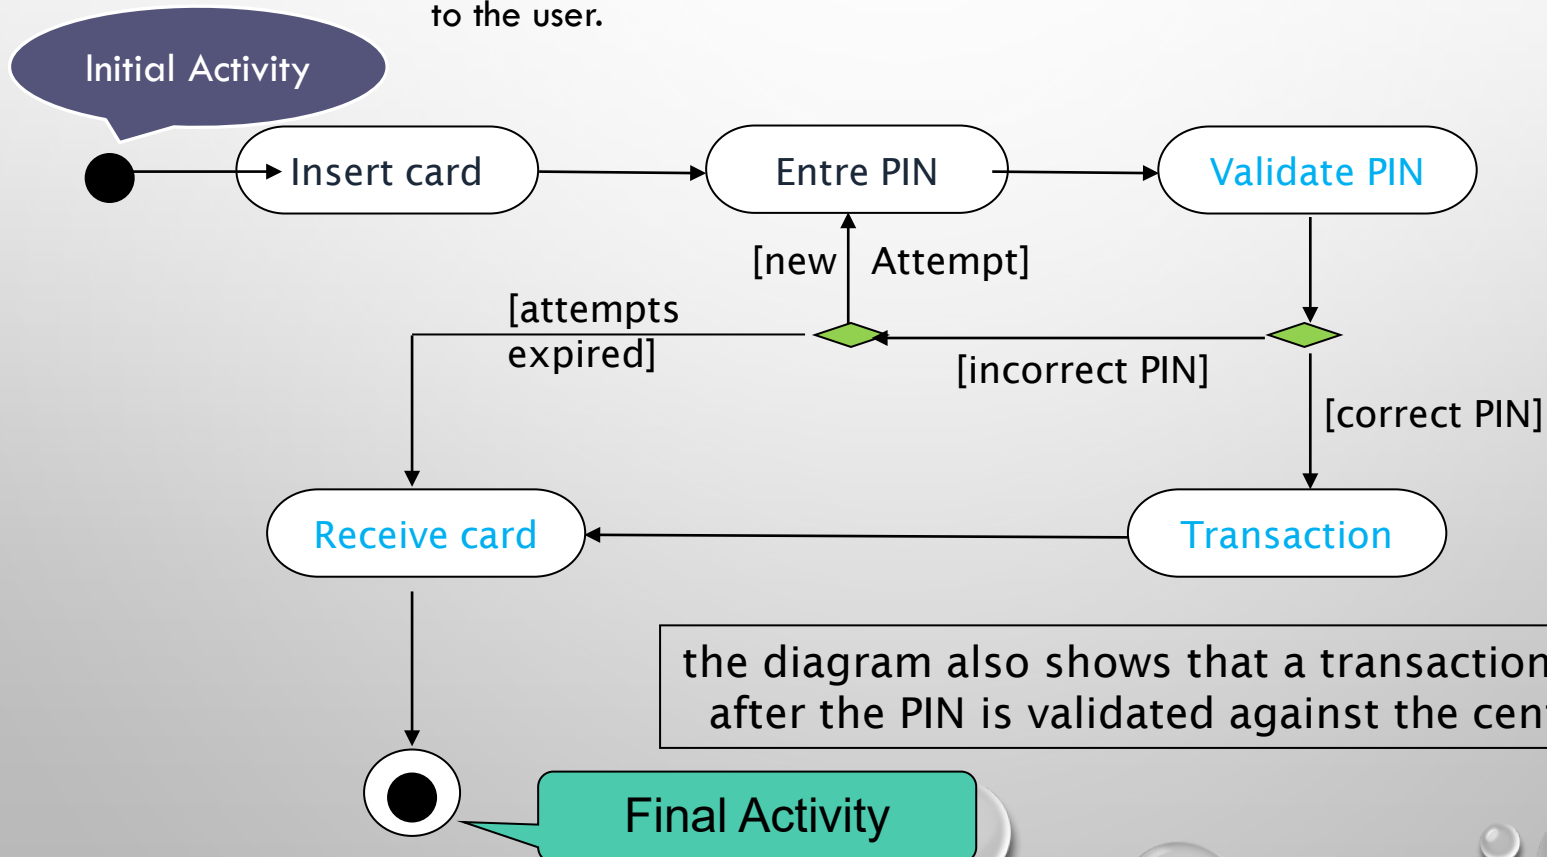 to the user.
Initial Activity
Insert card
Entre PIN
Validate PIN
[new Attempt]
[attempts
expired]
[incorrect PIN]
[correct PIN]
Receive card
Transaction
the diagram also shows that a transaction
after the PIN is validated against the
Final Activity